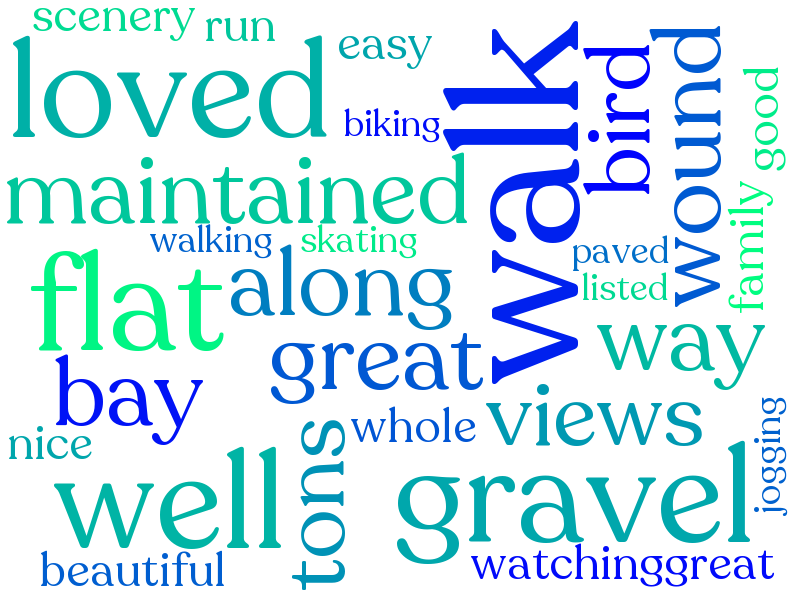 scenery
run
easy
loved
biking
walk
bird
wound
good
maintained
family
walking
skating
paved
listed
flat
along
way
great
bay
views
whole
jogging
nice
tons
well
gravel
beautiful
watchinggreat